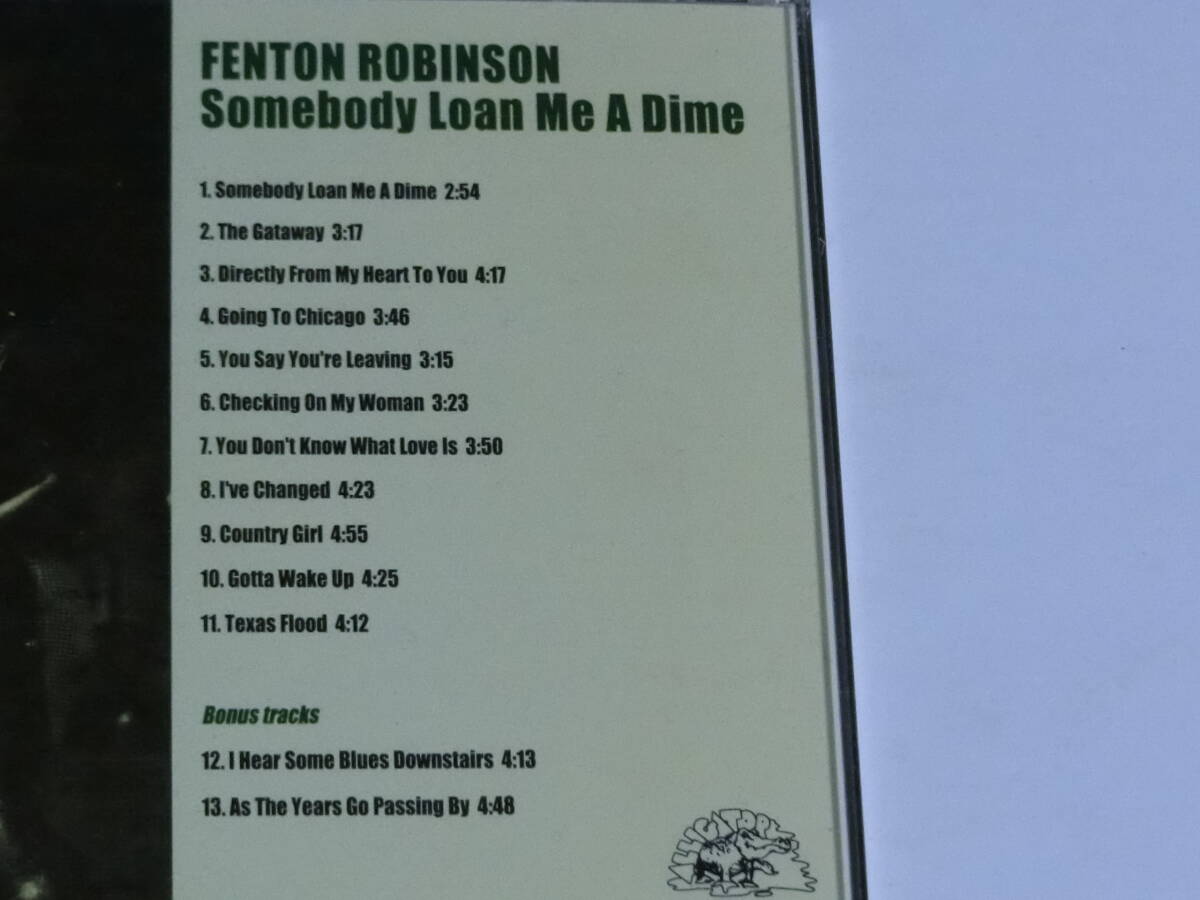 FENTON ROBINSON
Somebody Loan Me A Dime
1. Somebody Loan Me A Dime 2:54
2. The Gataway 3:17
3. Directly From My Heart To You 4:17
4. Going To Chicago 3:46
5. You Say You're Leaving 3:15
6. Checking On My Woman 3:23
7. You Don't Know What Love Is 3:50
8. I've Changed 4:23
9. Country Girl 4:55
10. Gotta Wake Up 4:25
11. Texas Flood 4:12
Bonus tracks
12. I Hear Some Blues Downstairs 4:13
13. As The Years Go Passing By 4:48
ALLIGATOR